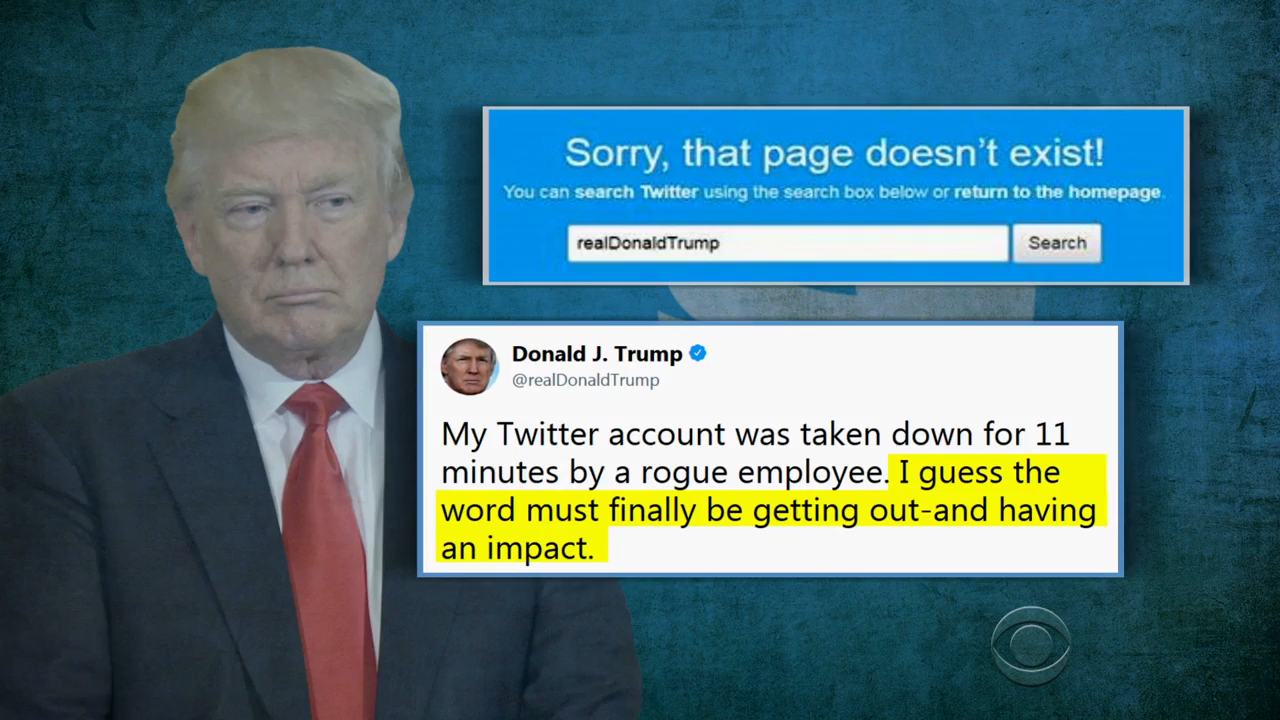 Sorry, that page doesn't exist!
You can search Twitter using the search box below or return to the homepage.
realDonaldTrump Search
Donald J. Trump
@realDonaldTrump
My Twitter account was taken down for 11
minutes by a rogue employee. I guess the
word must finally be getting out-and having
an impact.